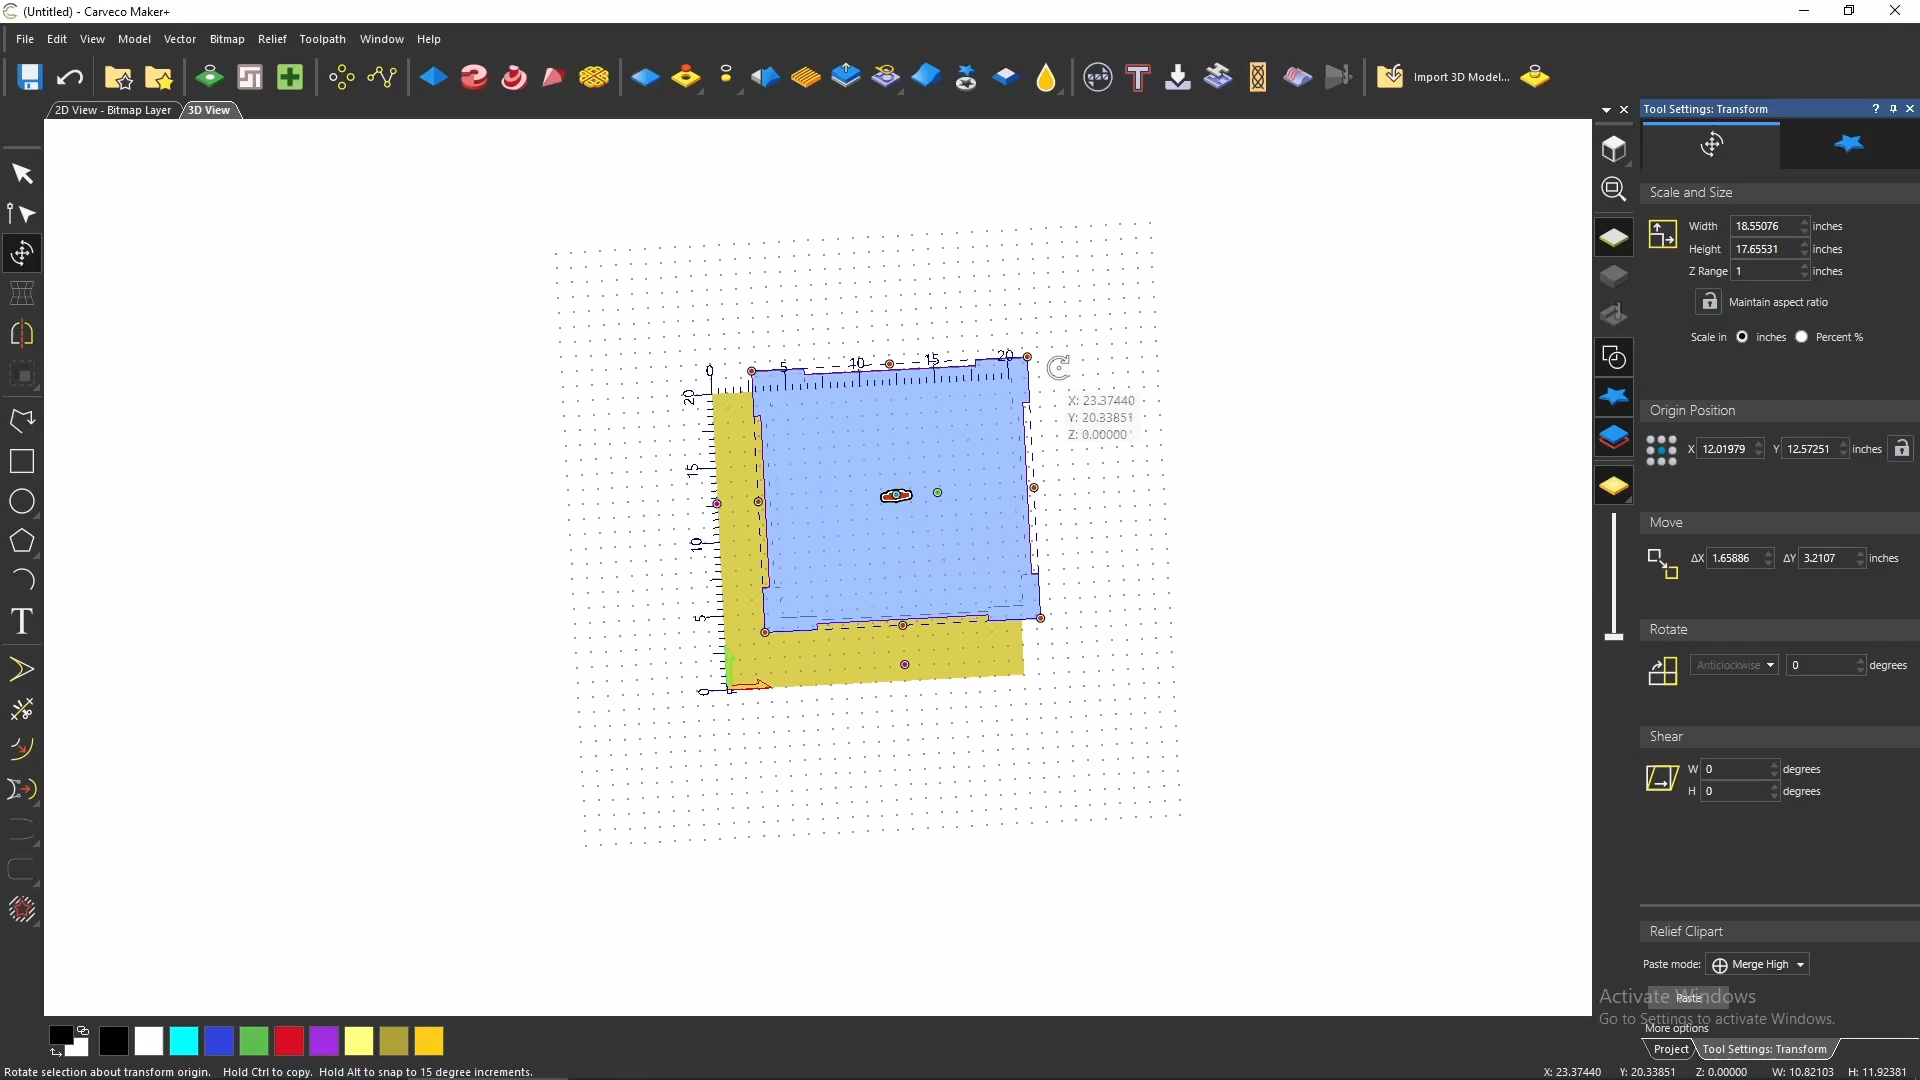 (Untitled) - Carveco Maker+
File Edit View Model Vector Bitmap Relief Toolpath Window Help
Import 3D Model...
2D View - Bitmap Layer 3D View
Tool Settings: Transform
Scale and Size
Width 18.55076 inches
Height 17.65531 inches
Z Range 1 inches
Maintain aspect ratio
Scale in inches Percent %
Origin Position
X 12.01979 Y 12.57251 inches
Move
ΔX 1.65886 ΔY 3.2107 inches
Rotate
Anticlockwise 0 degrees
Shear
W 0 degrees
H 0 degrees
Relief Clipart
Paste mode: Merge High
Paste
More options
Activate Windows
Go to Settings to activate Windows.
Project Tool Settings: Transform
0 5 10 15 20
20
15
10
5
0
X: 23.37440
Y: 20.33851
Z: 0.00000
T
Rotate selection about transform origin. Hold Ctrl to copy. Hold Alt to snap to 15 degree increments.
X: 23.37440 Y: 20.33851 Z: 0.00000 W: 10.82103 H: 11.92381